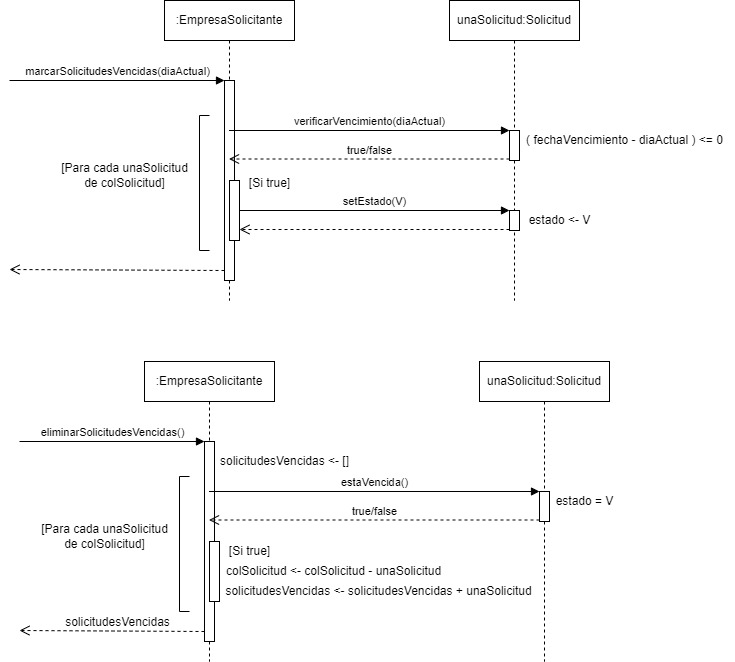 :EmpresaSolicitante
unaSolicitud:Solicitud
marcarSolicitudesVencidas(diaActual)
verificarVencimiento(diaActual)
( fechaVencimiento - diaActual ) <= 0
true/false
[Para cada unaSolicitud
de colSolicitud]
[Si true]
setEstado(V)
estado <- V
:EmpresaSolicitante
unaSolicitud:Solicitud
eliminarSolicitudesVencidas()
solicitudesVencidas <- []
estaVencida()
estado = V
true/false
[Para cada unaSolicitud
de colSolicitud]
[Si true]
colSolicitud <- colSolicitud - unaSolicitud
solicitudesVencidas <- solicitudesVencidas + unaSolicitud
solicitudesVencidas